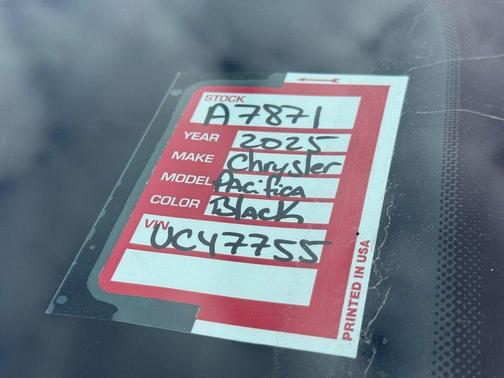 STOCK A7871
YEAR 2025
MAKE Chrysler
MODEL Pacifica
COLOR Black
VIN UC47755
PRINTED IN USA